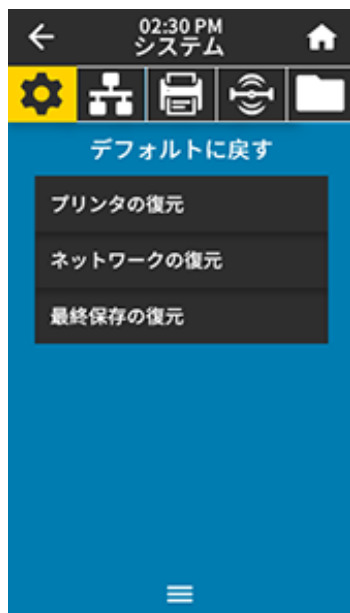 02:30 PM
システム
デフォルトに戻す
プリンタの復元
ネットワークの復元
最終保存の復元